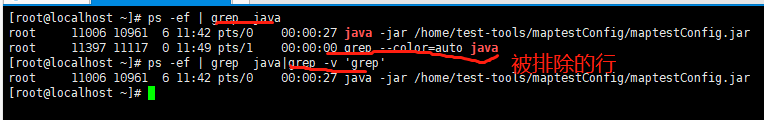 [root@localhost ~]# ps -ef | grep  java
root     11006 10961  6 11:42 pts/0    00:00:27 java -jar /home/test-tools/maptestConfig/maptestConfig.jar
root     11397 11117  0 11:49 pts/1    00:00:00 grep --color=auto java
[root@localhost ~]# ps -ef | grep  java|grep -v 'grep'
被排除的行
root     11006 10961  6 11:42 pts/0    00:00:27 java -jar /home/test-tools/maptestConfig/maptestConfig.jar
[root@localhost ~]#